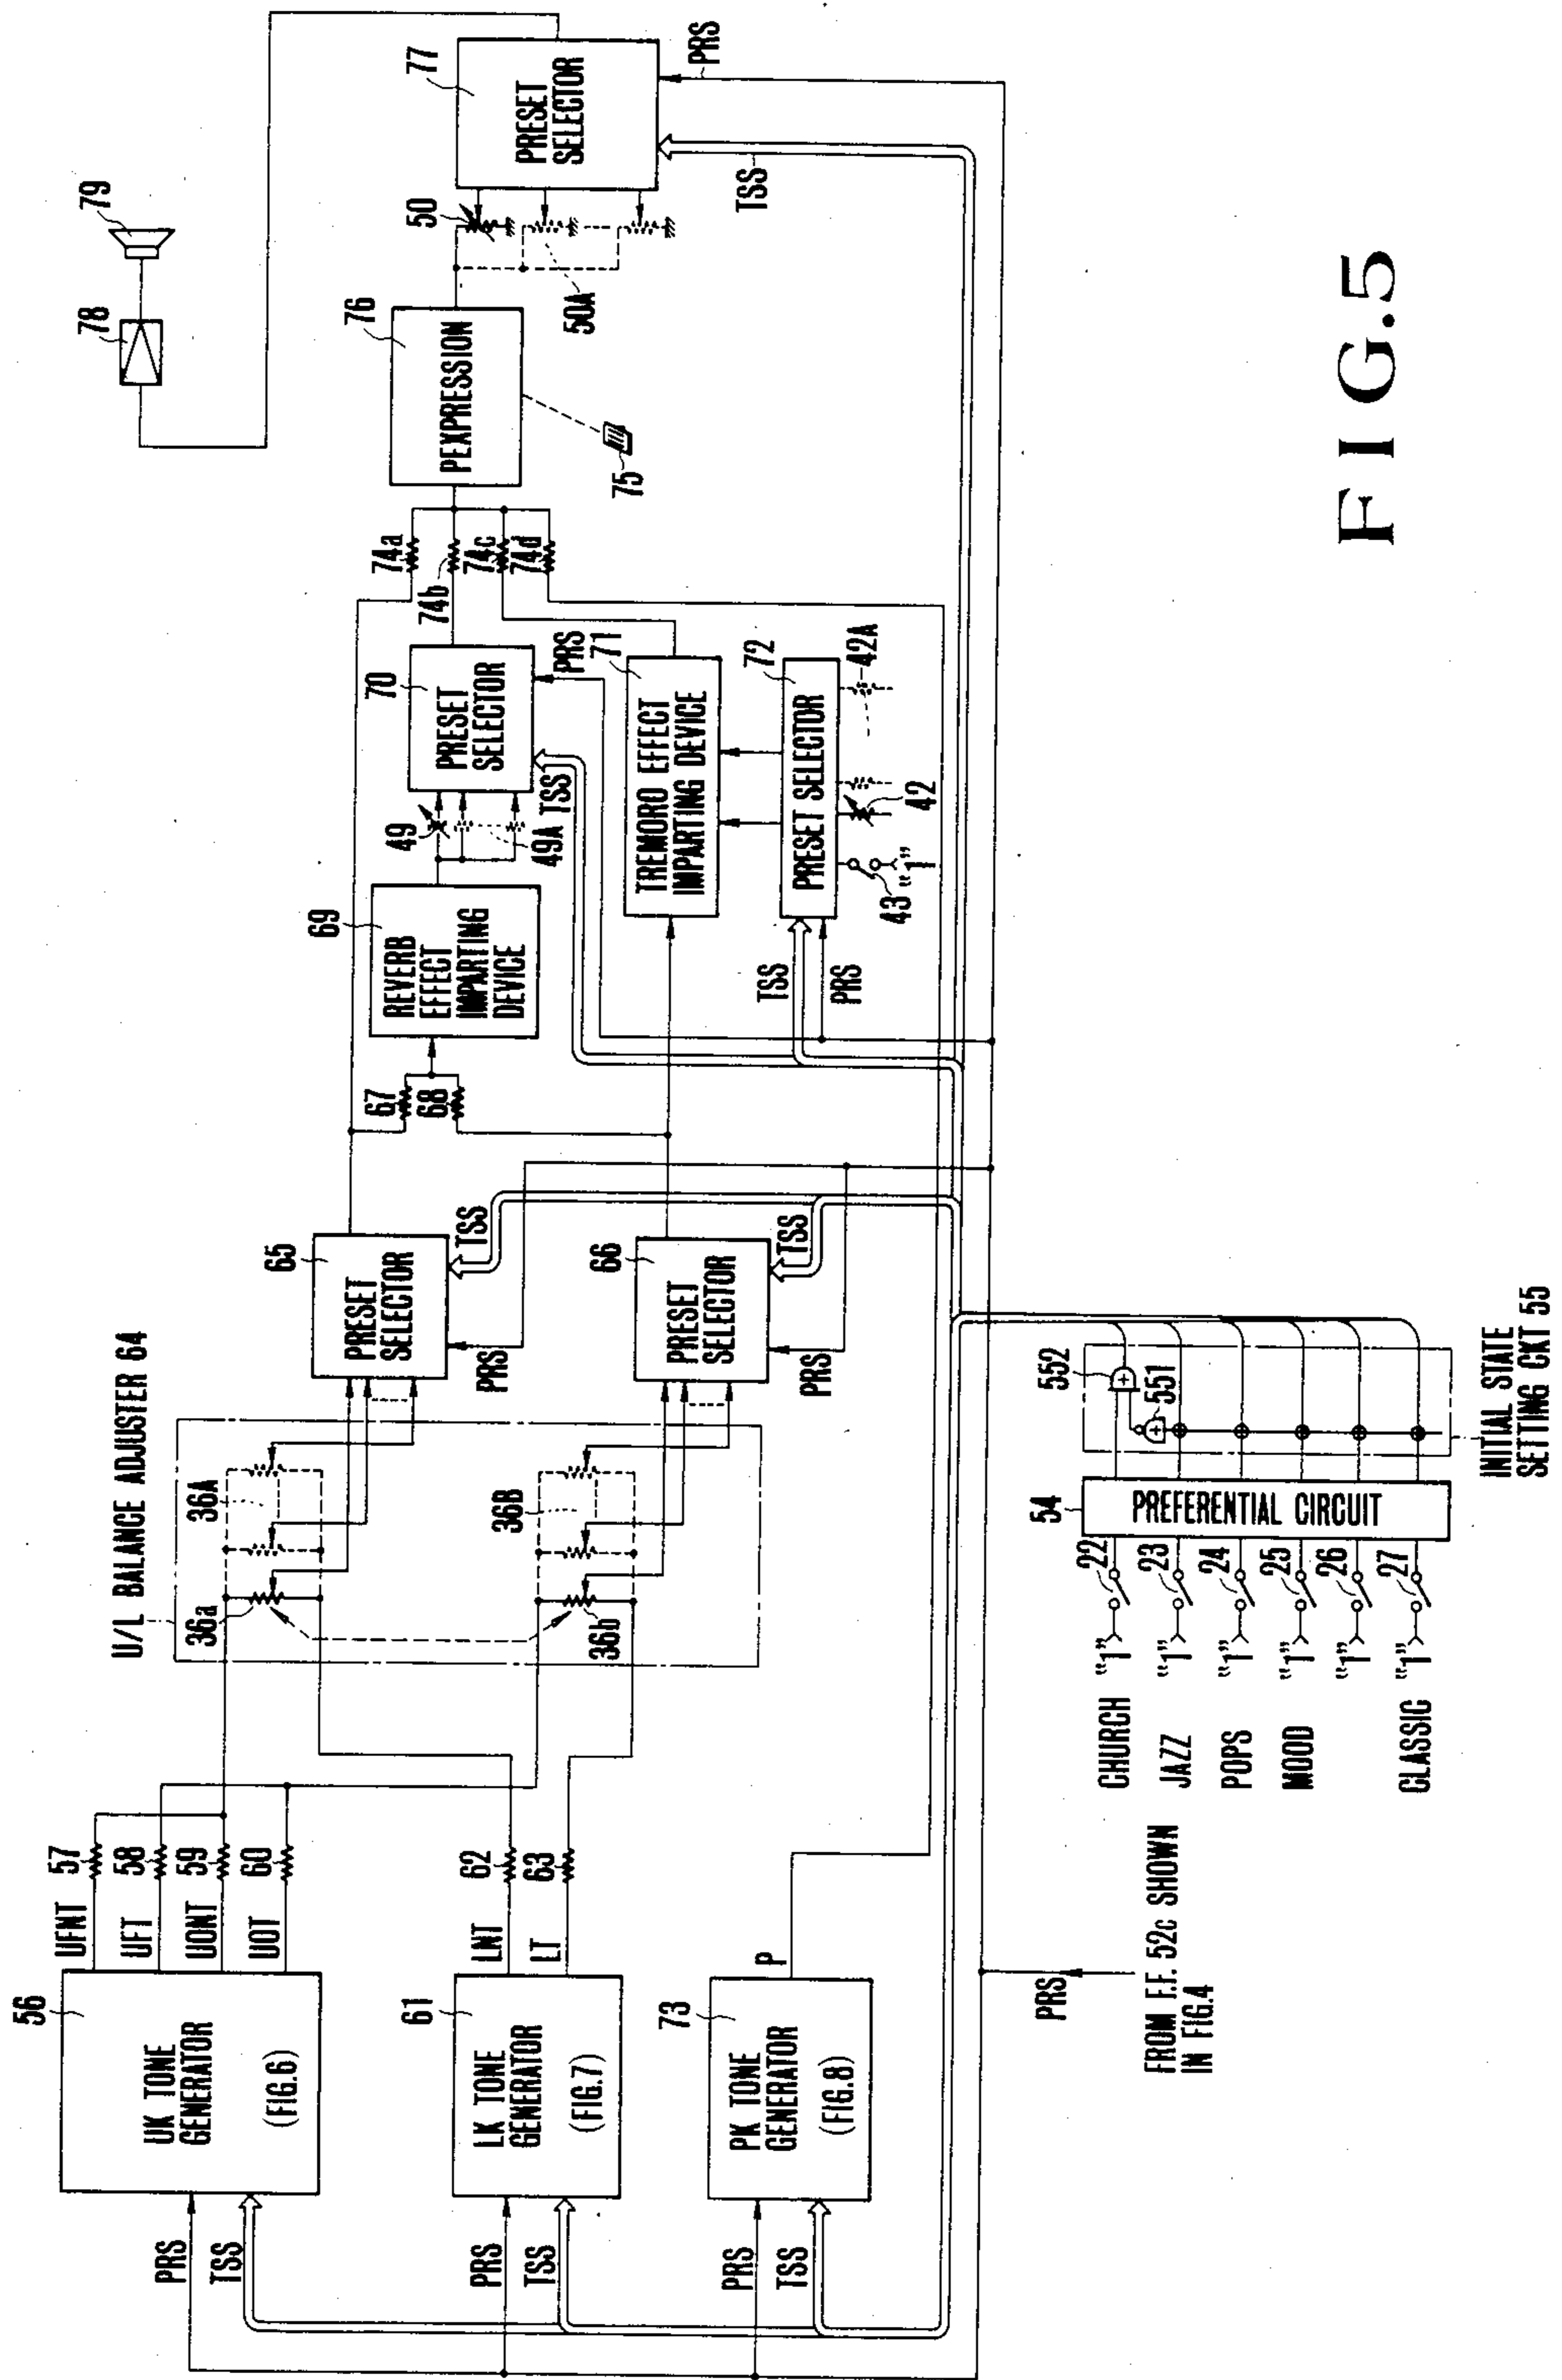 56
UK TONE
GENERATOR
(FIG.6)
PRS
TSS
UFNT
UFT
UONT
UOT
57
58
59
60
61
LK TONE
GENERATOR
(FIG.7)
PRS
TSS
LNT
LT
62
63
73
PK TONE
GENERATOR
(FIG.8)
PRS
TSS
P
U/L BALANCE ADJUSTER 64
36a
36A
36b
36B
65
PRESET
SELECTOR
TSS
PRS
66
PRESET
SELECTOR
TSS
PRS
67
68
69
REVERB
EFFECT
IMPARTING
DEVICE
49
49A
70
PRESET
SELECTOR
TSS
PRS
71
TREMORO EFFECT
IMPARTING DEVICE
72
PRESET SELECTOR
TSS
PRS
43
"1"
42
42A
74a
74b
74c
74d
76
PEXPRESSION
75
50
50A
77
PRESET
SELECTOR
TSS
PRS
78
79
PRS
FROM F.F. 52c SHOWN
IN FIG.4
CHURCH "1" 22
JAZZ "1" 23
POPS "1" 24
MOOD "1" 25
"1" 26
CLASSIC "1" 27
54
PREFERENTIAL CIRCUIT
552
551
INITIAL STATE
SETTING CKT 55
FIG.5